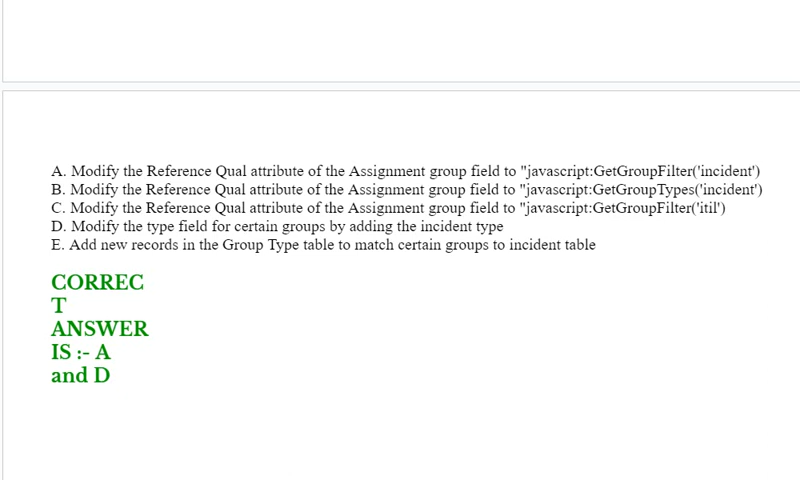 A. Modify the Reference Qual attribute of the Assignment group field to "javascript:GetGroupFilter('incident')
B. Modify the Reference Qual attribute of the Assignment group field to "javascript:GetGroupTypes('incident')
C. Modify the Reference Qual attribute of the Assignment group field to "javascript:GetGroupFilter('itil')
D. Modify the type field for certain groups by adding the incident type
E. Add new records in the Group Type table to match certain groups to incident table
CORREC
T
ANSWER
IS :- A
and D